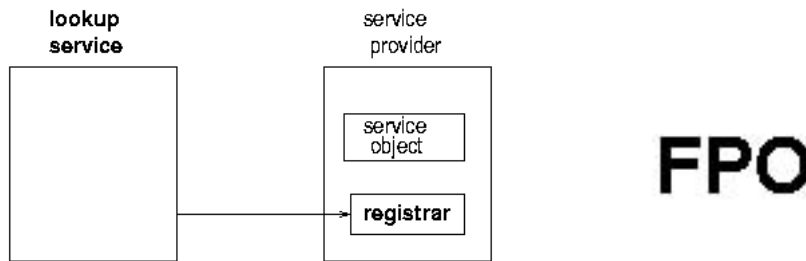 lookup
service
service
provider
service
object
registrar
FPO